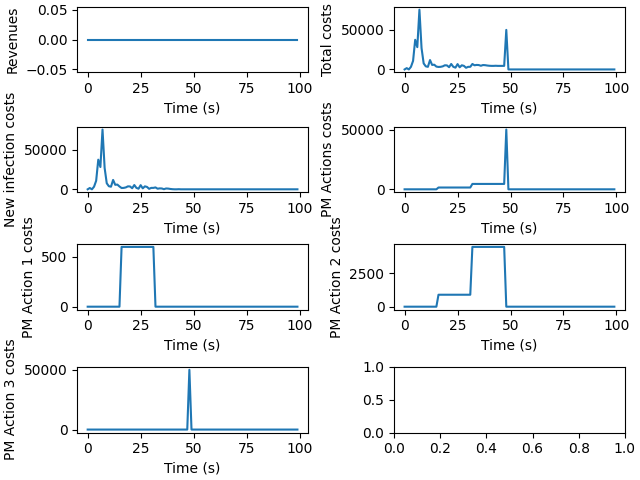 Revenues
0.05
0.00
−0.05
0 25 50 75 100
Time (s)
Total costs
50000
0
0 25 50 75 100
Time (s)
New infection costs
50000
0
0 25 50 75 100
Time (s)
PM Actions costs
50000
0
0 25 50 75 100
Time (s)
PM Action 1 costs
500
0
0 25 50 75 100
Time (s)
PM Action 2 costs
2500
0
0 25 50 75 100
Time (s)
PM Action 3 costs
50000
0
0 25 50 75 100
Time (s)
1.0
0.5
0.0
0.0 0.2 0.4 0.6 0.8 1.0